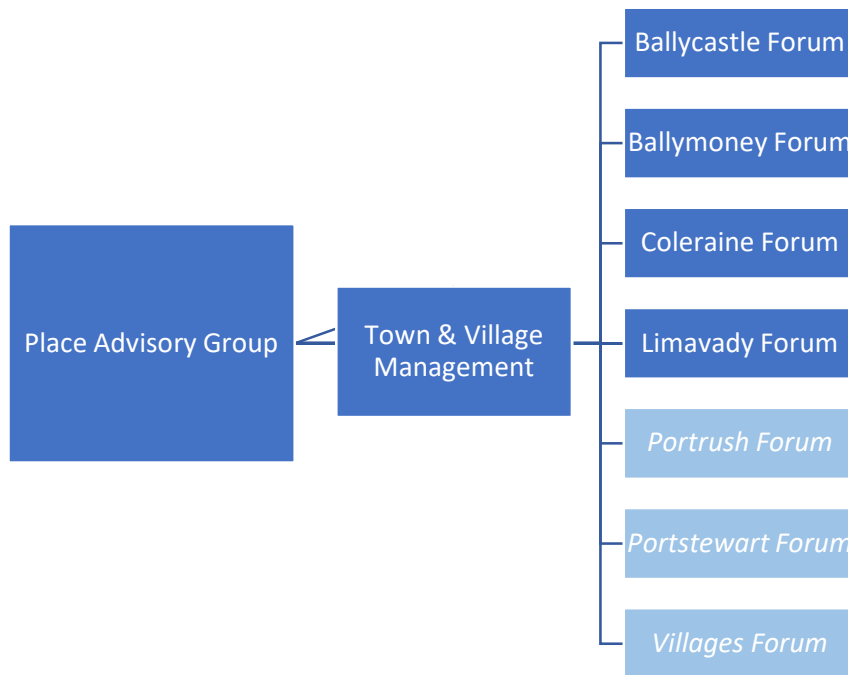 Ballycastle Forum
Ballymoney Forum
Coleraine Forum
Place Advisory Group
Town & Village
Management
Limavady Forum
Portrush Forum
Portstewart Forum
Villages Forum